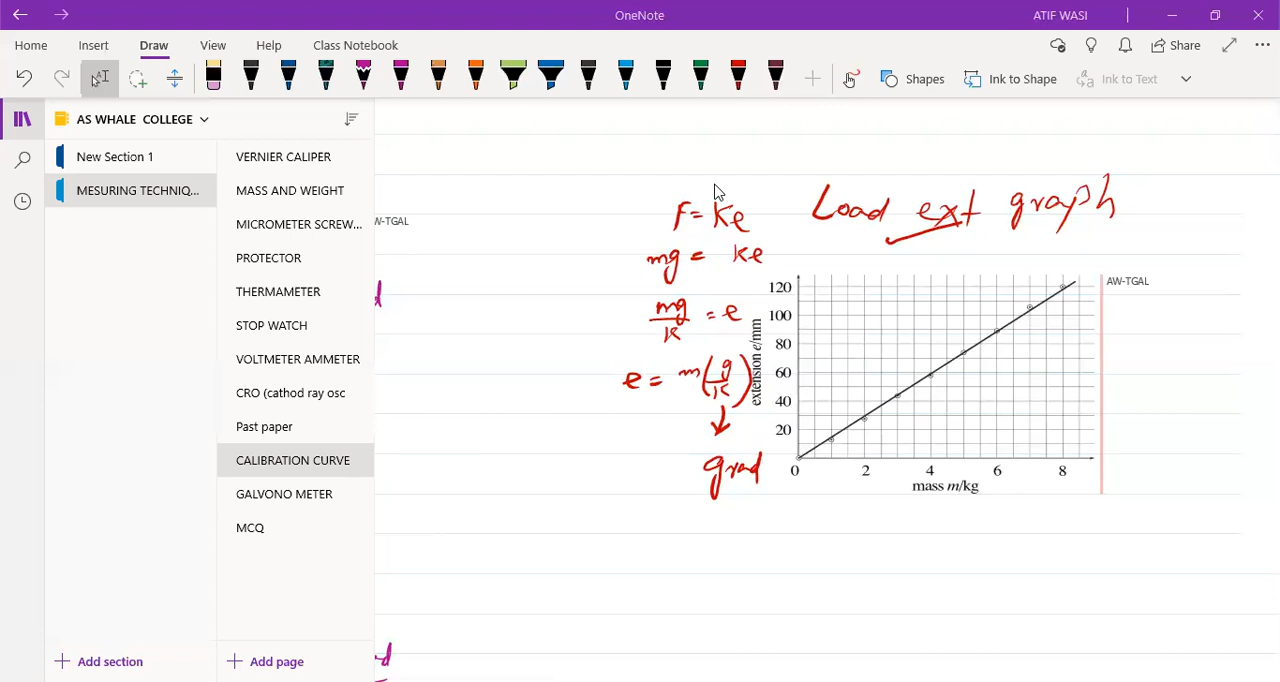 OneNote
ATIF WASI
Home
Insert
Draw
View
Help
Class Notebook
Share
Shapes
Ink to Shape
Ink to Text
AS WHALE COLLEGE
New Section 1
MESURING TECHNIQ...
VERNIER CALIPER
MASS AND WEIGHT
MICROMETER SCREW...
PROTECTOR
THERMAMETER
STOP WATCH
VOLTMETER AMMETER
CRO (cathod ray osc
Past paper
CALIBRATION CURVE
GALVONO METER
MCQ
Add section
Add page
W-TGAL
F = Ke
mg = Ke
mg/K = e
e = m(g/K)
grad
Load ext graph
AW-TGAL
extension e/mm
120
100
80
60
40
20
0 2 4 6 8
mass m/kg